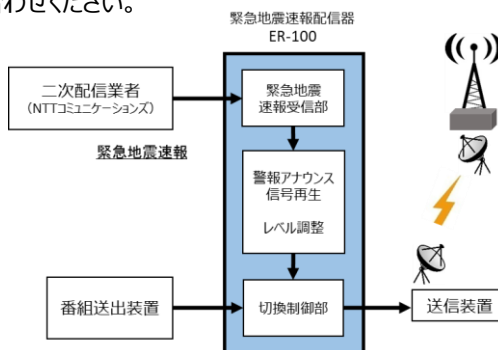 わせください。
緊急地震速報配信器
ER-100
二次配信業者
(NTTコミュニケーションズ)
緊急地震
速報受信部
緊急地震速報
警報アナウンス
信号再生
レベル調整
番組送出装置
切換制御部
送信装置